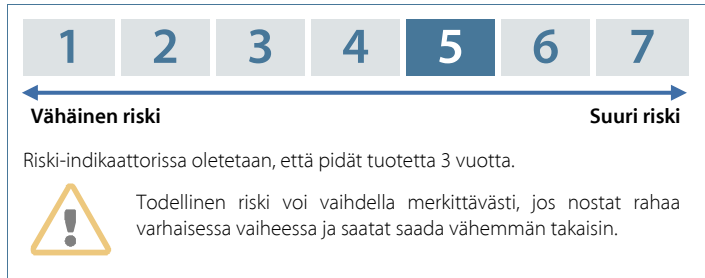 1 2 3 4 5 6 7
Vähäinen riski Suuri riski
Riski-indikaattorissa oletetaan, että pidät tuotetta 3 vuotta.
Todellinen riski voi vaihdella merkittävästi, jos nostat rahaa
varhaisessa vaiheessa ja saatat saada vähemmän takaisin.